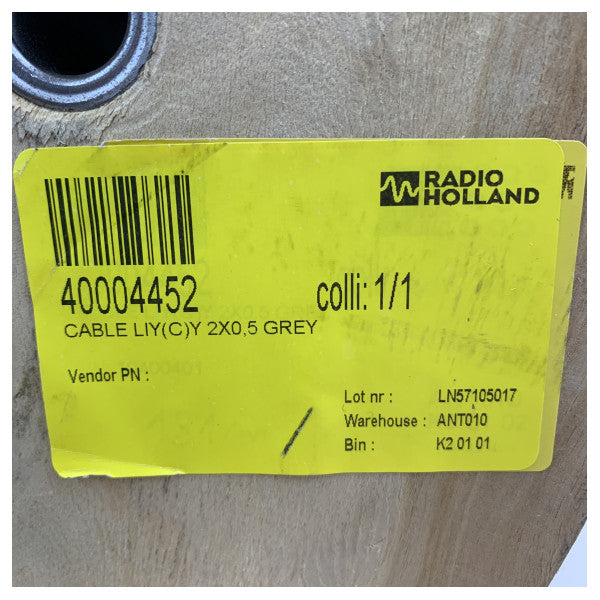 RADIO
HOLLAND
40004452 colli: 1/1
CABLE LIY(C)Y 2X0,5 GREY
Vendor PN :
Lot nr : LN57105017
Warehouse : ANT010
Bin : K2 01 01